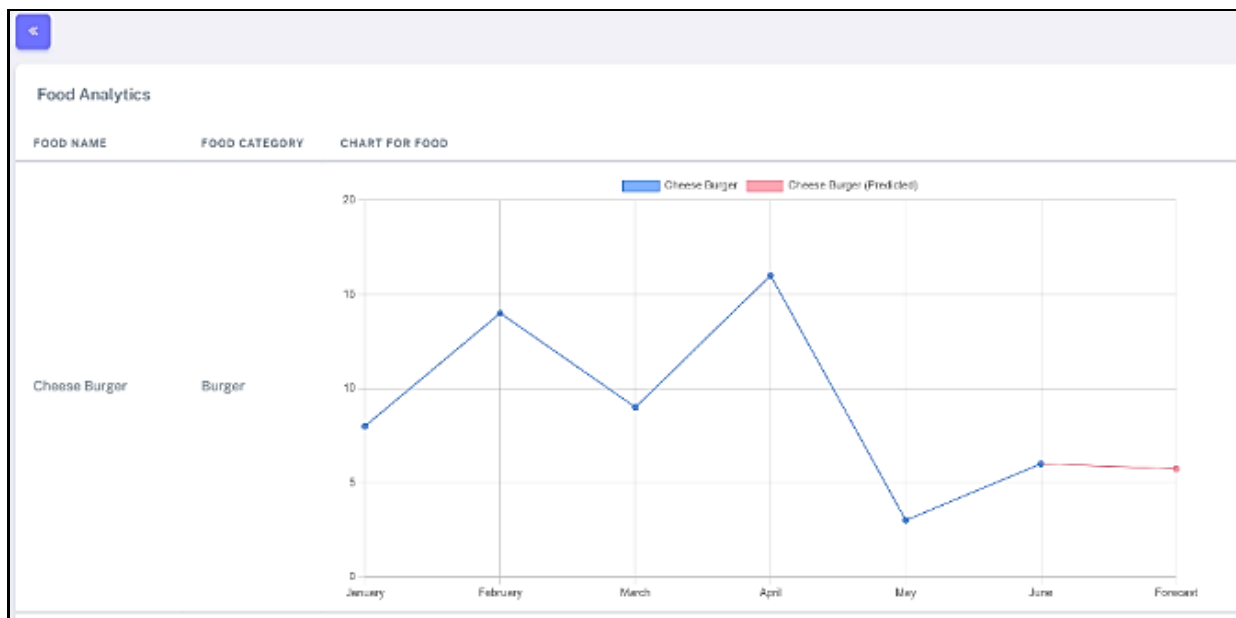 «
Food Analytics
FOOD NAME FOOD CATEGORY CHART FOR FOOD
Cheese Burger Cheese Burger (Predicted)
20
15
10
5
0
Cheese Burger Burger
January February March April May June Forecast